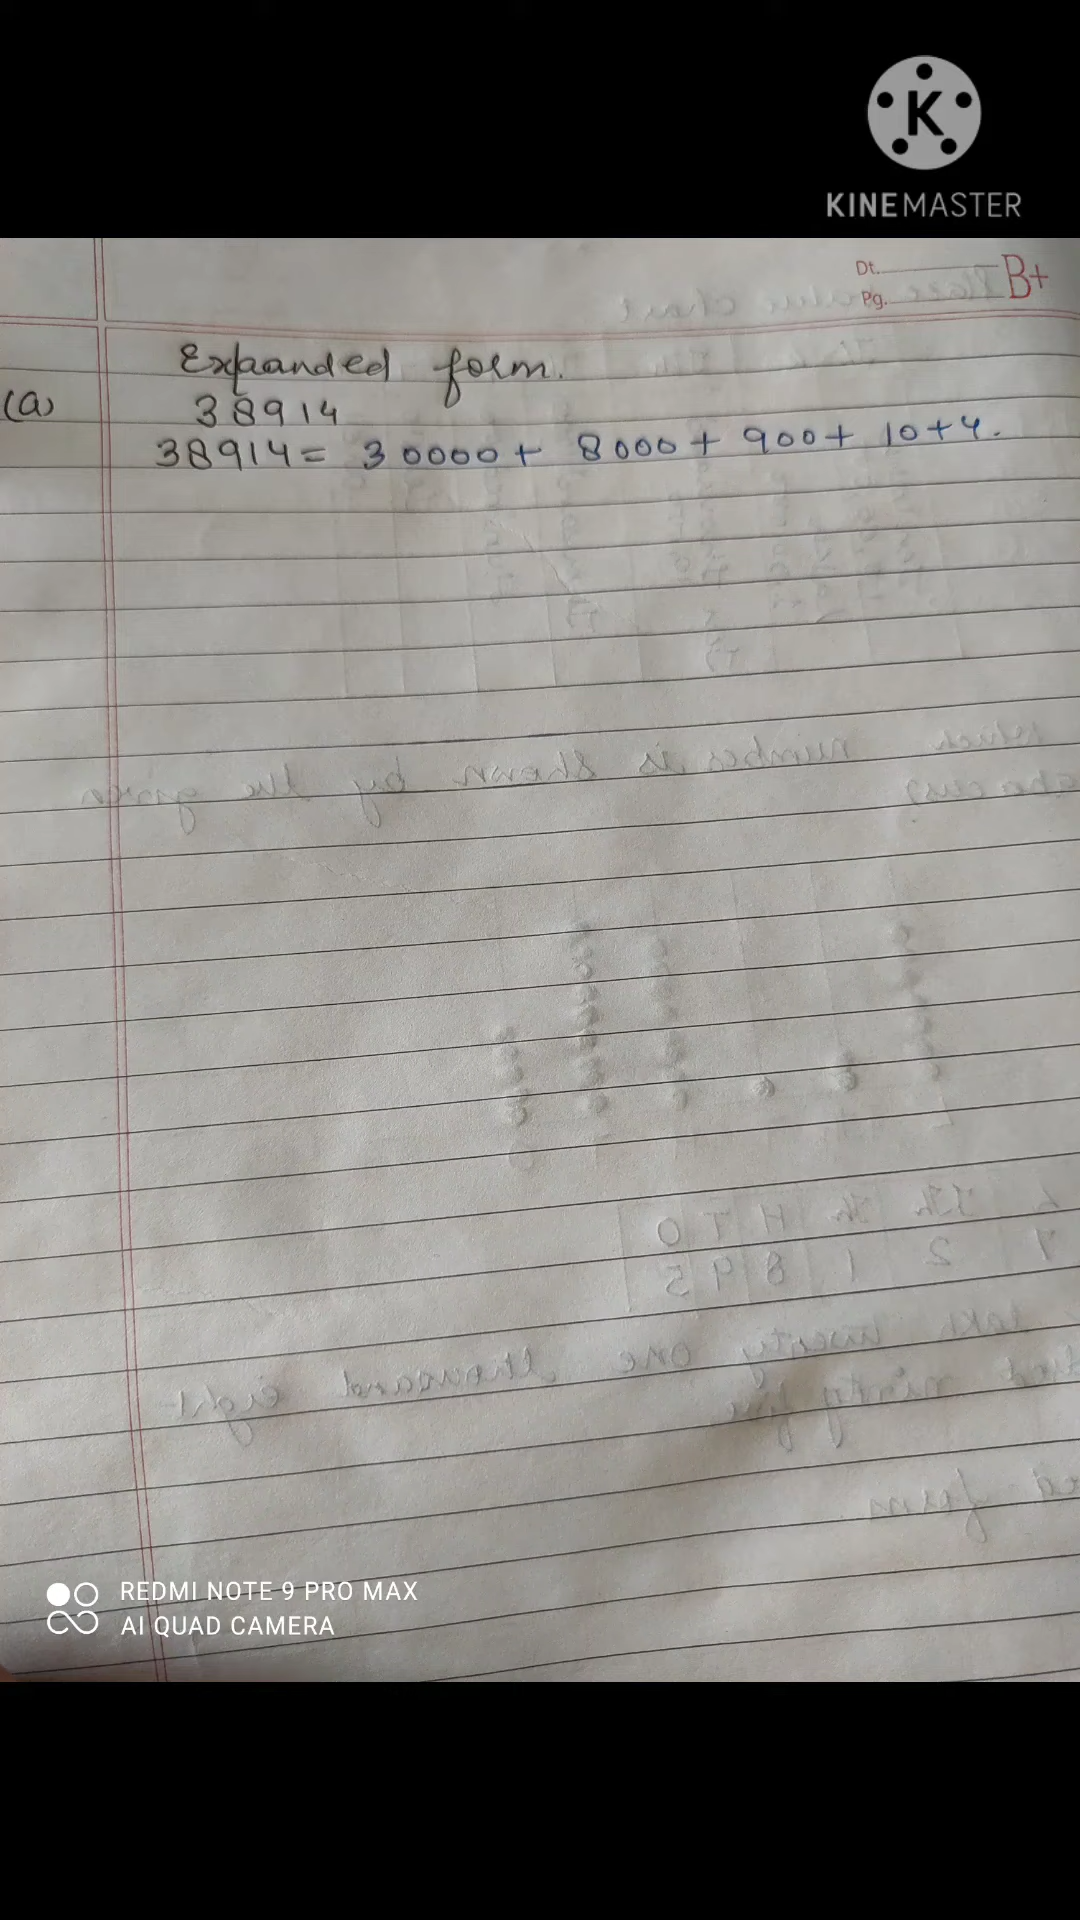 KINEMASTER
Dt.
Pg.
B+
Expanded form.
(a) 38914
38914 = 30000 + 8000 + 900 + 10 + 4.
REDMI NOTE 9 PRO MAX
AI QUAD CAMERA